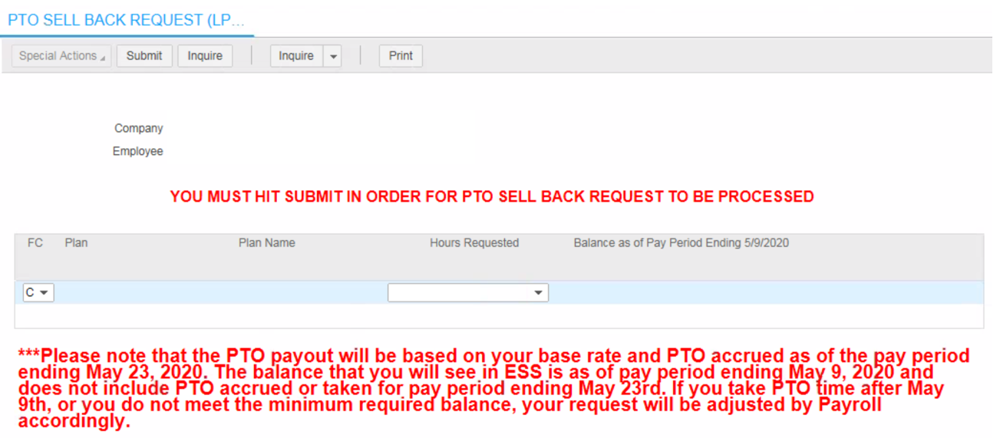 PTO SELL BACK REQUEST (LP...
Special Actions Submit Inquire Inquire Print
Company
Employee
YOU MUST HIT SUBMIT IN ORDER FOR PTO SELL BACK REQUEST TO BE PROCESSED
FC Plan Plan Name Hours Requested Balance as of Pay Period Ending 5/9/2020
C
***Please note that the PTO payout will be based on your base rate and PTO accrued as of the pay period
ending May 23, 2020. The balance that you will see in ESS is as of pay period ending May 9, 2020 and
does not include PTO accrued or taken for pay period ending May 23rd. If you take PTO time after May
9th, or you do not meet the minimum required balance, your request will be adjusted by Payroll
accordingly.